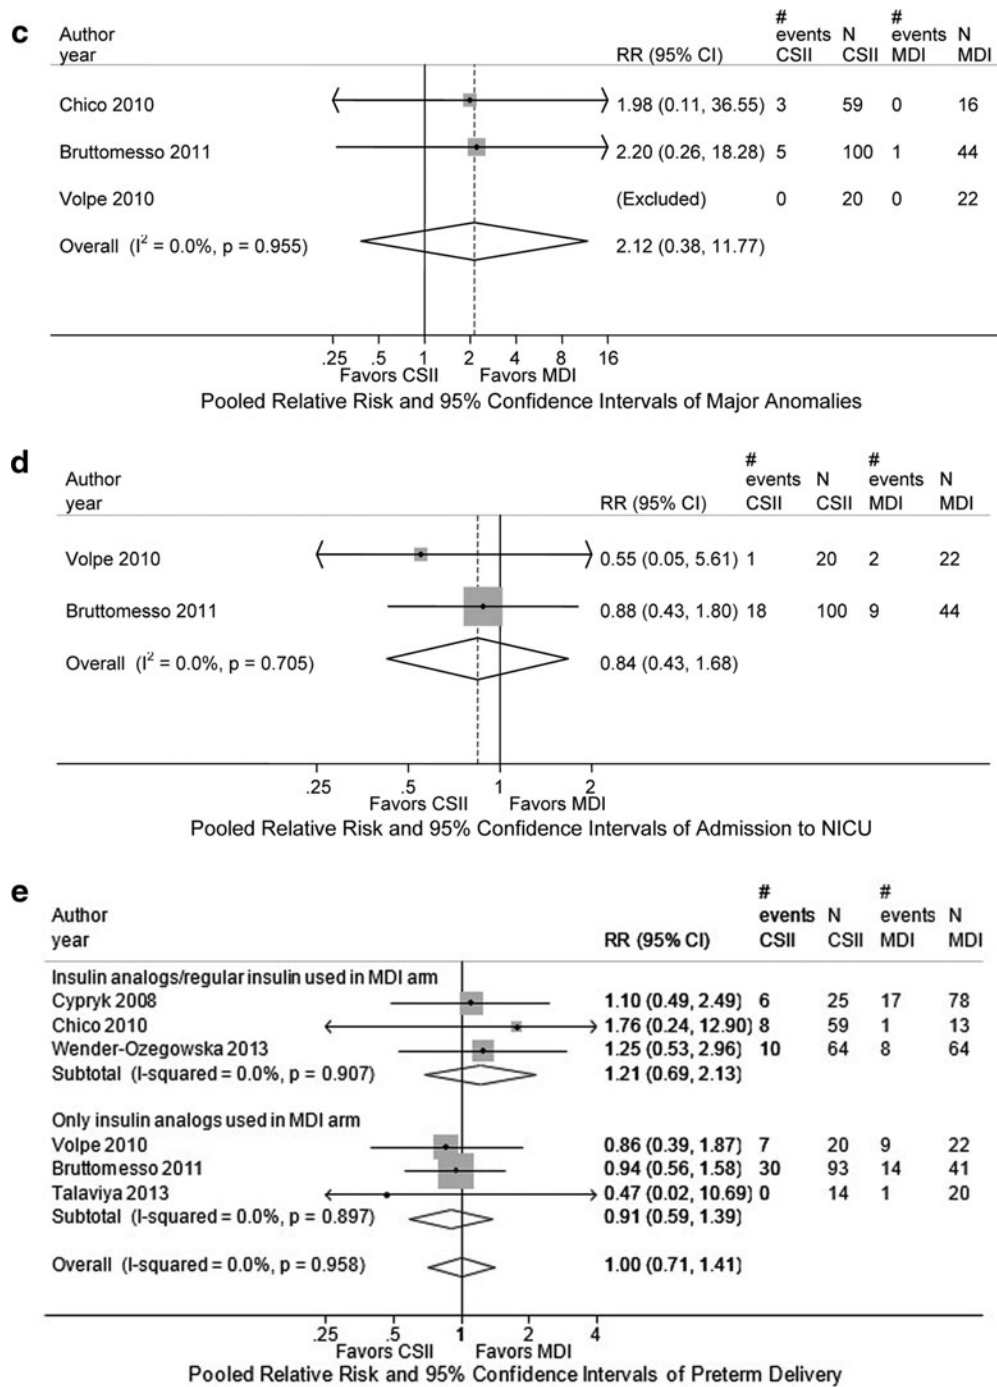 c
Author year RR (95% CI) # events CSII N CSII # events MDI N MDI
Chico 2010 1.98 (0.11, 36.55) 3 59 0 16
Bruttomesso 2011 2.20 (0.26, 18.28) 5 100 1 44
Volpe 2010 (Excluded) 0 20 0 22
Overall (I² = 0.0%, p = 0.955) 2.12 (0.38, 11.77)
.25 .5 1 2 4 8 16
Favors CSII Favors MDI
Pooled Relative Risk and 95% Confidence Intervals of Major Anomalies
d
Author year RR (95% CI) # events CSII N CSII # events MDI N MDI
Volpe 2010 0.55 (0.05, 5.61) 1 20 2 22
Bruttomesso 2011 0.88 (0.43, 1.80) 18 100 9 44
Overall (I² = 0.0%, p = 0.705) 0.84 (0.43, 1.68)
.25 .5 1 2
Favors CSII Favors MDI
Pooled Relative Risk and 95% Confidence Intervals of Admission to NICU
e
Author year RR (95% CI) # events CSII N CSII # events MDI N MDI
Insulin analogs/regular insulin used in MDI arm
Cypryk 2008 1.10 (0.49, 2.49) 6 25 17 78
Chico 2010 1.76 (0.24, 12.90) 8 59 1 13
Wender-Ozegowska 2013 1.25 (0.53, 2.96) 10 64 8 64
Subtotal (I-squared = 0.0%, p = 0.907) 1.21 (0.69, 2.13)
Only insulin analogs used in MDI arm
Volpe 2010 0.86 (0.39, 1.87) 7 20 9 22
Bruttomesso 2011 0.94 (0.56, 1.58) 30 93 14 41
Talaviya 2013 0.47 (0.02, 10.69) 0 14 1 20
Subtotal (I-squared = 0.0%, p = 0.897) 0.91 (0.59, 1.39)
Overall (I-squared = 0.0%, p = 0.958) 1.00 (0.71, 1.41)
.25 .5 1 2 4
Favors CSII Favors MDI
Pooled Relative Risk and 95% Confidence Intervals of Preterm Delivery